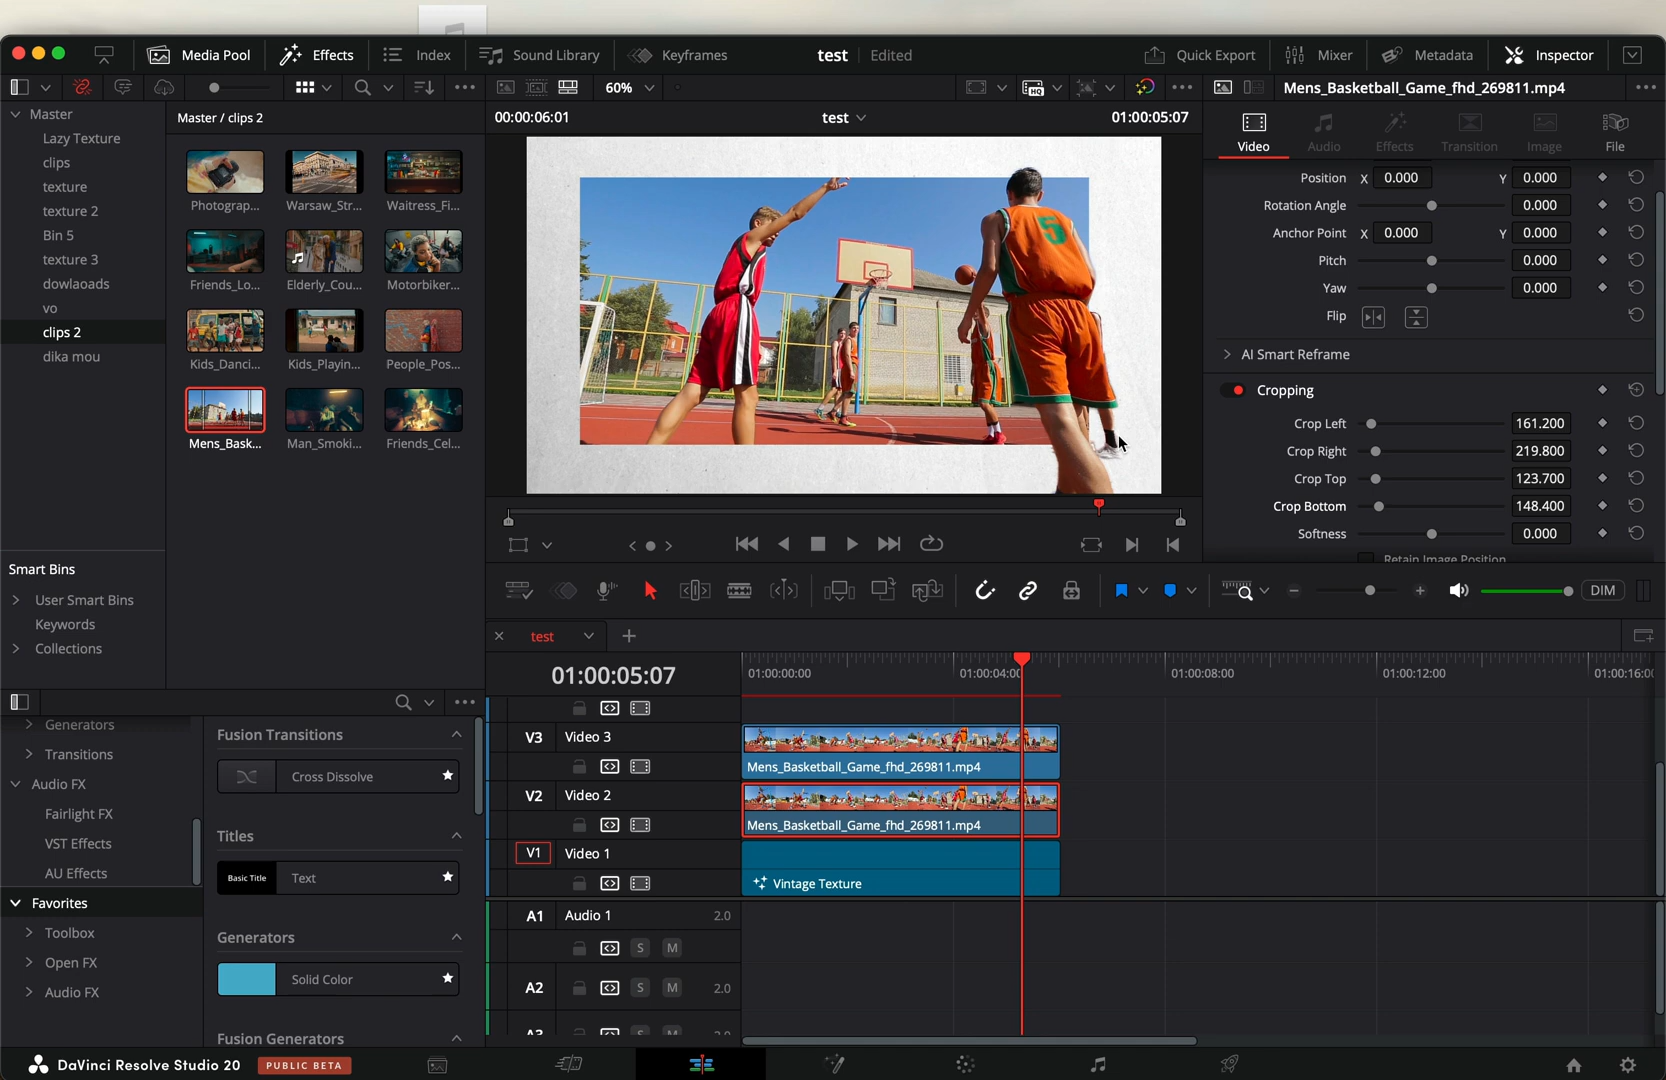 Media Pool
Effects
Index
Sound Library
Keyframes
test
Edited
Quick Export
Mixer
Metadata
Inspector
60%
Mens_Basketball_Game_fhd_269811.mp4
Master
Lazy Texture
clips
texture
texture 2
Bin 5
texture 3
dowlaoads
vo
clips 2
dika mou
Master / clips 2
Photograp...
Warsaw_Str...
Waitress_Fi...
Friends_Lo...
Elderly_Cou...
Motorbiker...
Kids_Danci...
Kids_Playin...
People_Pos...
Mens_Bask...
Man_Smoki...
Friends_Cel...
00:00:06:01
test
01:00:05:07
5
Video
Audio
Effects
Transition
Image
File
Position X 0.000 Y 0.000
Rotation Angle 0.000
Anchor Point X 0.000 Y 0.000
Pitch 0.000
Yaw 0.000
Flip
AI Smart Reframe
Cropping
Crop Left 161.200
Crop Right 219.800
Crop Top 123.700
Crop Bottom 148.400
Softness 0.000
Retain Image Position
Smart Bins
User Smart Bins
Keywords
Collections
DIM
test
01:00:05:07
01:00:00:00
01:00:04:00
01:00:08:00
01:00:12:00
01:00:16:00
V3 Video 3
Mens_Basketball_Game_fhd_269811.mp4
V2 Video 2
Mens_Basketball_Game_fhd_269811.mp4
V1 Video 1
Vintage Texture
A1 Audio 1 2.0
S M
A2 S M 2.0
A3 S M 2.0
Generators
Transitions
Audio FX
Fairlight FX
VST Effects
AU Effects
Favorites
Toolbox
Open FX
Audio FX
Fusion Transitions
Cross Dissolve
Titles
Basic Title Text
Generators
Solid Color
Fusion Generators
DaVinci Resolve Studio 20
PUBLIC BETA